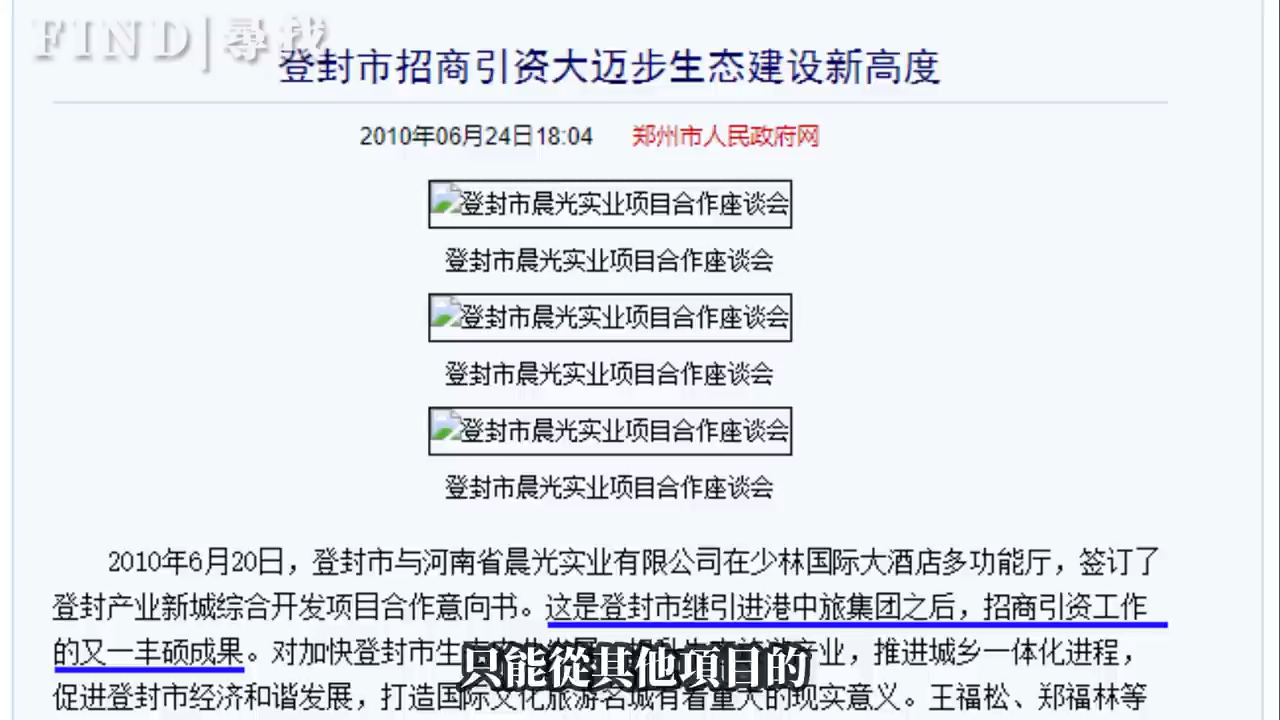 FIND|尋找
登封市招商引资大迈步生态建设新高度
2010年06月24日18:04 郑州市人民政府网
登封市晨光实业项目合作座谈会
登封市晨光实业项目合作座谈会
登封市晨光实业项目合作座谈会
登封市晨光实业项目合作座谈会
登封市晨光实业项目合作座谈会
登封市晨光实业项目合作座谈会
2010年6月20日，登封市与河南省晨光实业有限公司在少林国际大酒店多功能厅，签订了
登封产业新城综合开发项目合作意向书。这是登封市继引进港中旅集团之后，招商引资工作
的又一丰硕成果。对加快登封市生态 产业，推进城乡一体化进程，
只能從其他項目的
促进登封市经济和谐发展，打造国际文化旅游名城有着重大的现实意义。王福松、郑福林等